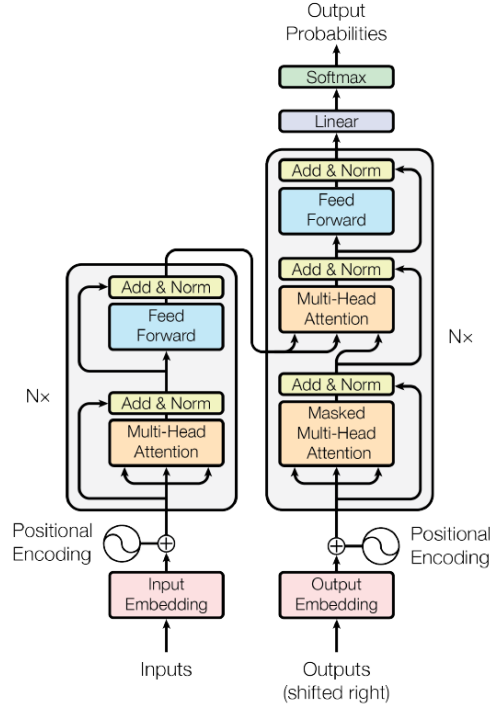 Output
Probabilities
Softmax
Linear
Add & Norm
Feed
Forward
Add & Norm
Multi-Head
Attention
Add & Norm
Masked
Multi-Head
Attention
Nx
Add & Norm
Feed
Forward
Add & Norm
Multi-Head
Attention
Nx
Positional
Encoding
Positional
Encoding
Input
Embedding
Output
Embedding
Inputs
Outputs
(shifted right)